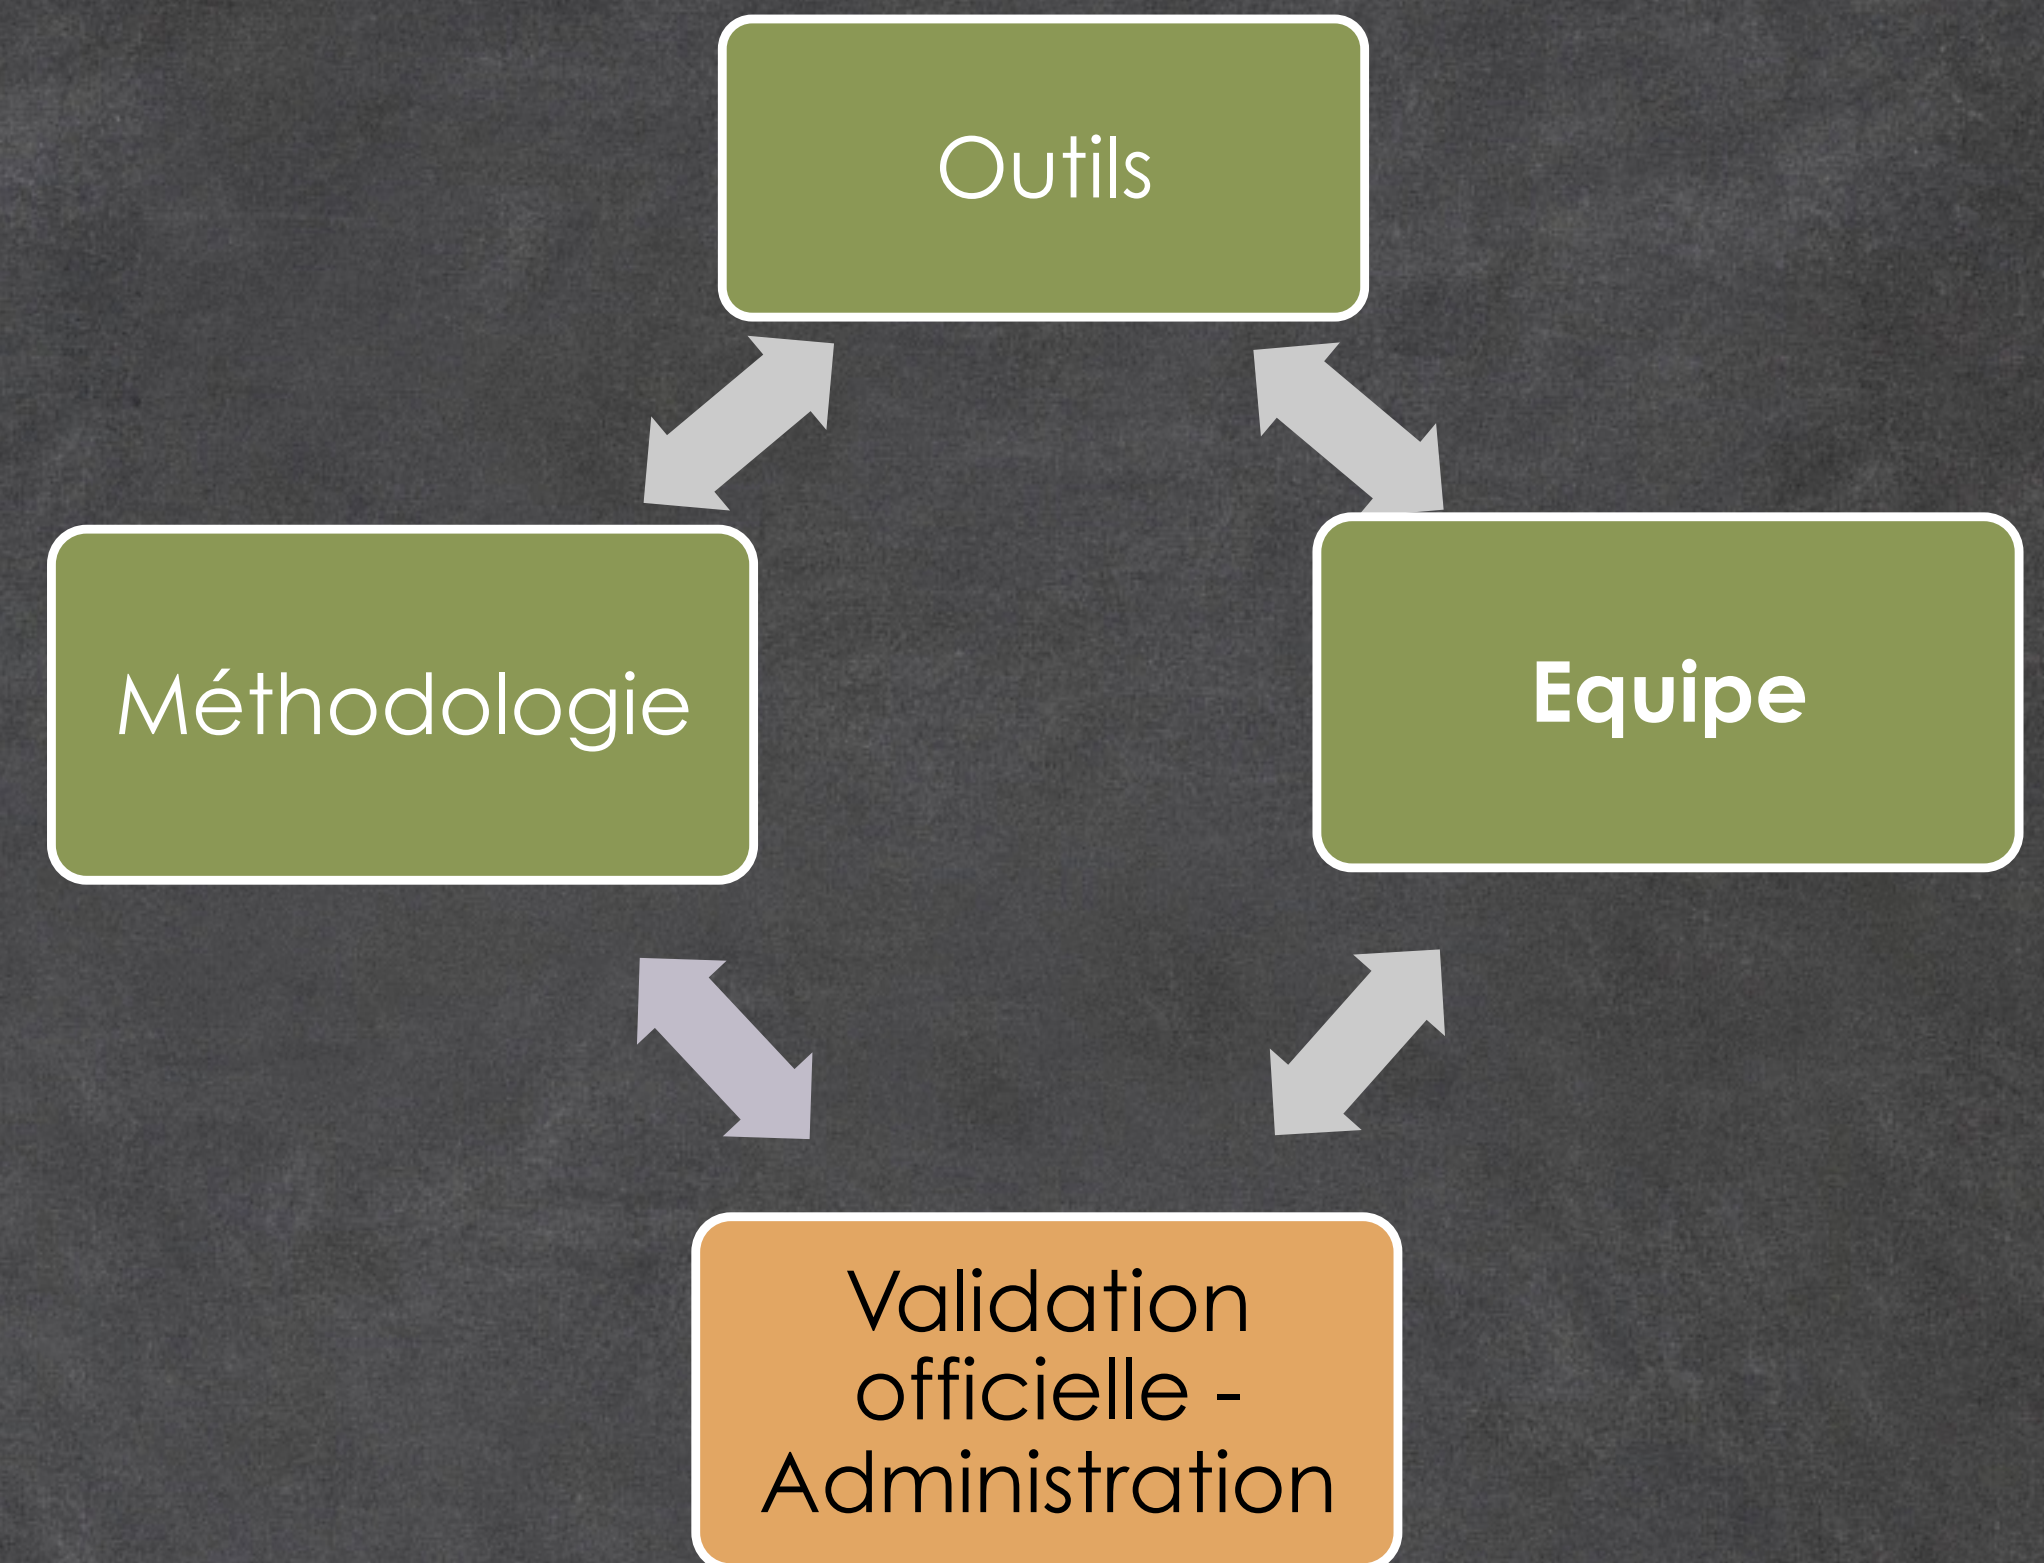 Outils
Méthodologie
Equipe
Validation
officielle -
Administration